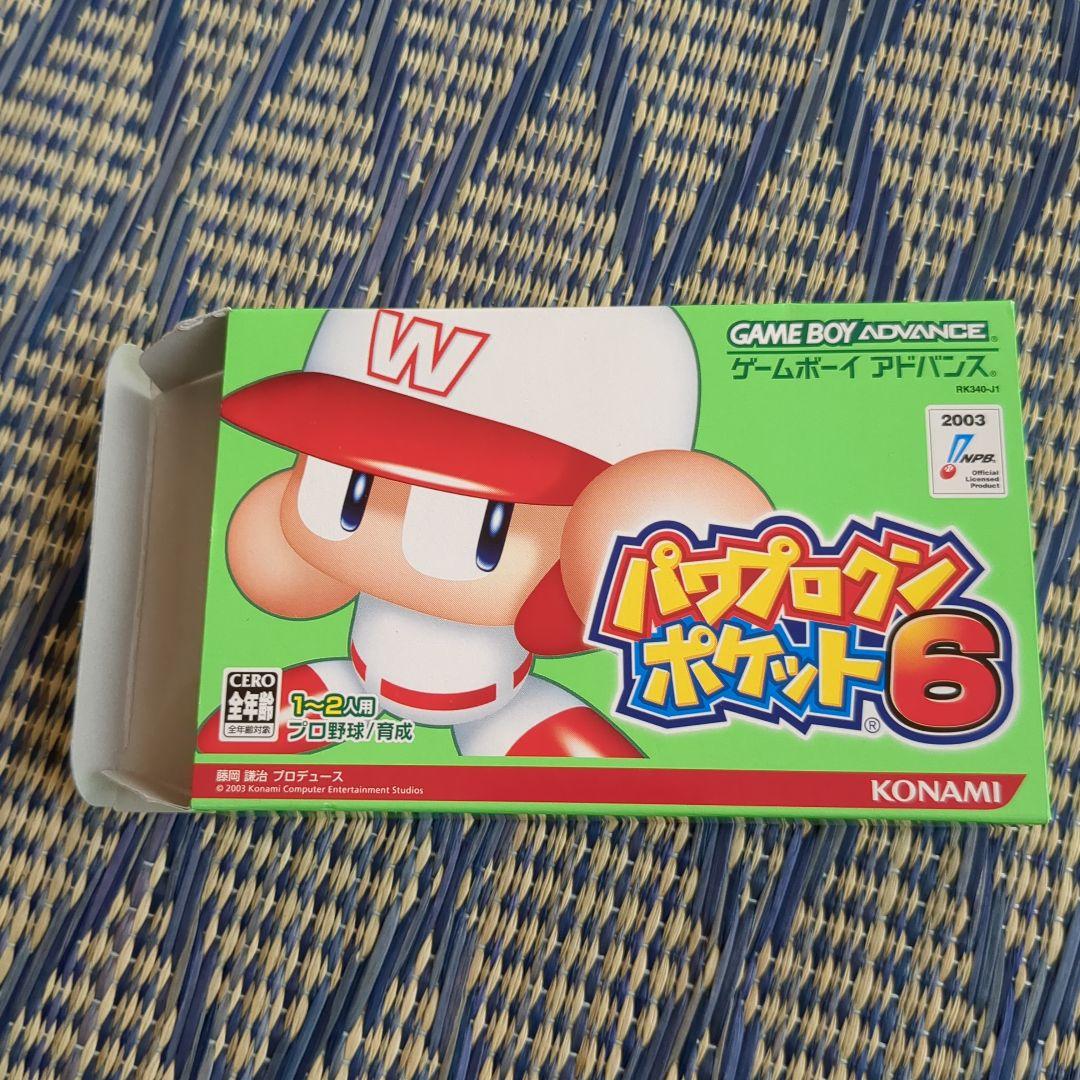 W
GAME BOY ADVANCE®
ゲームボーイ アドバンス®
RK340-J1
2003
NPB
Official
Licensed
Product
パワプロクン
ポケット6®
CERO
全年齢
全年齢対象
1〜2人用
プロ野球/育成
藤岡 謙治 プロデュース
© 2003 Konami Computer Entertainment Studios
KONAMI